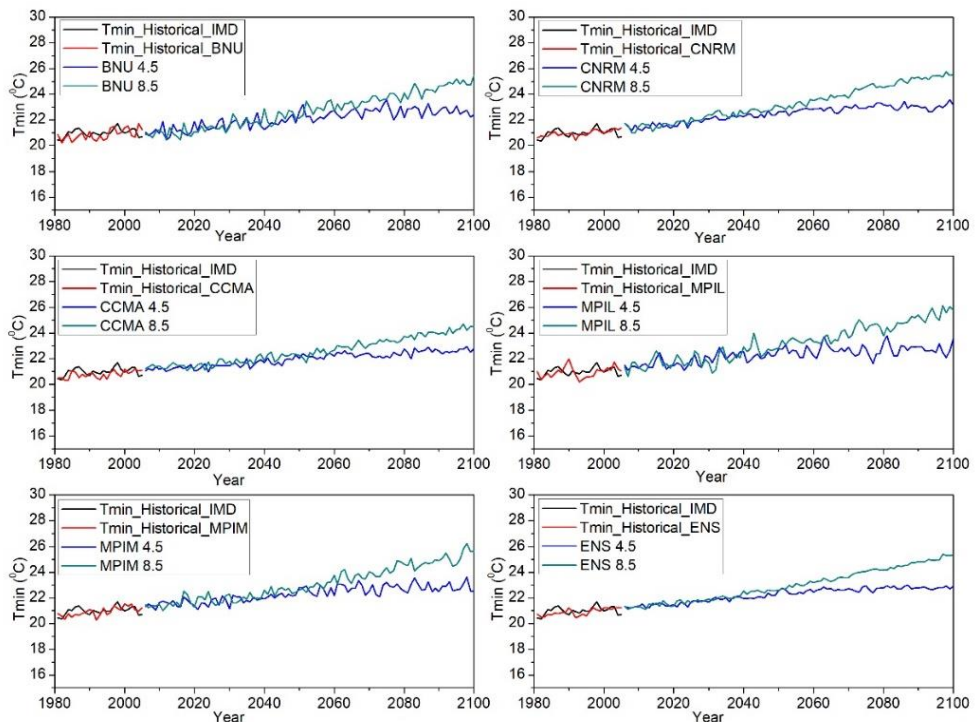 30
28
26
24
22
20
18
16
Tmin (⁰C)
Tmin_Historical_IMD
Tmin_Historical_BNU
BNU 4.5
BNU 8.5
1980 2000 2020 2040 2060 2080 2100
Year
30
28
26
24
22
20
18
16
Tmin (⁰C)
Tmin_Historical_IMD
Tmin_Historical_CNRM
CNRM 4.5
CNRM 8.5
1980 2000 2020 2040 2060 2080 2100
Year
30
28
26
24
22
20
18
16
Tmin (⁰C)
Tmin_Historical_IMD
Tmin_Historical_CCMA
CCMA 4.5
CCMA 8.5
1980 2000 2020 2040 2060 2080 2100
Year
30
28
26
24
22
20
18
16
Tmin (⁰C)
Tmin_Historical_IMD
Tmin_Historical_MPIL
MPIL 4.5
MPIL 8.5
1980 2000 2020 2040 2060 2080 2100
Year
30
28
26
24
22
20
18
16
Tmin (⁰C)
Tmin_Historical_IMD
Tmin_Historical_MPIM
MPIM 4.5
MPIM 8.5
1980 2000 2020 2040 2060 2080 2100
Year
30
28
26
24
22
20
18
16
Tmin (⁰C)
Tmin_Historical_IMD
Tmin_Historical_ENS
ENS 4.5
ENS 8.5
1980 2000 2020 2040 2060 2080 2100
Year